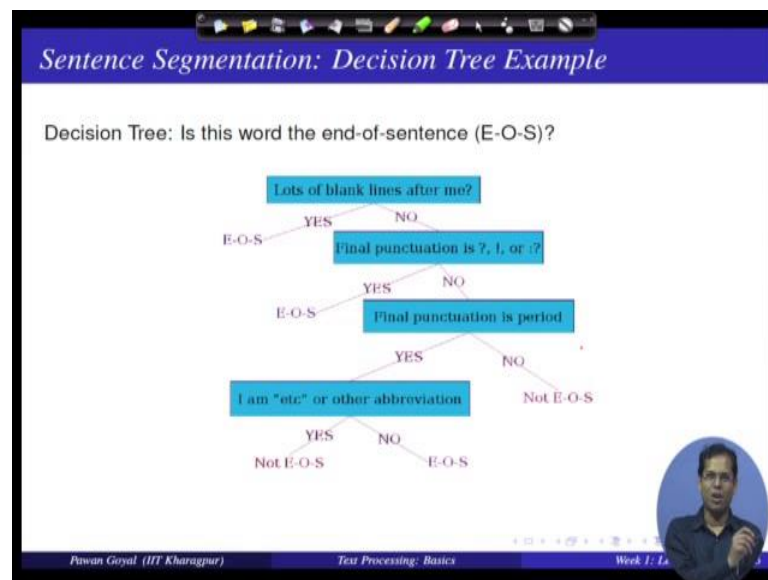 Sentence Segmentation: Decision Tree Example
Decision Tree: Is this word the end-of-sentence (E-O-S)?
Lots of blank lines after me?
YES NO
E-O-S
Final punctuation is ?, !, or :?
YES NO
E-O-S
Final punctuation is period
YES NO
Not E-O-S
I am "etc" or other abbreviation
YES NO
Not E-O-S E-O-S
Pawan Goyal (IIT Kharagpur) Text Processing: Basics Week 1: